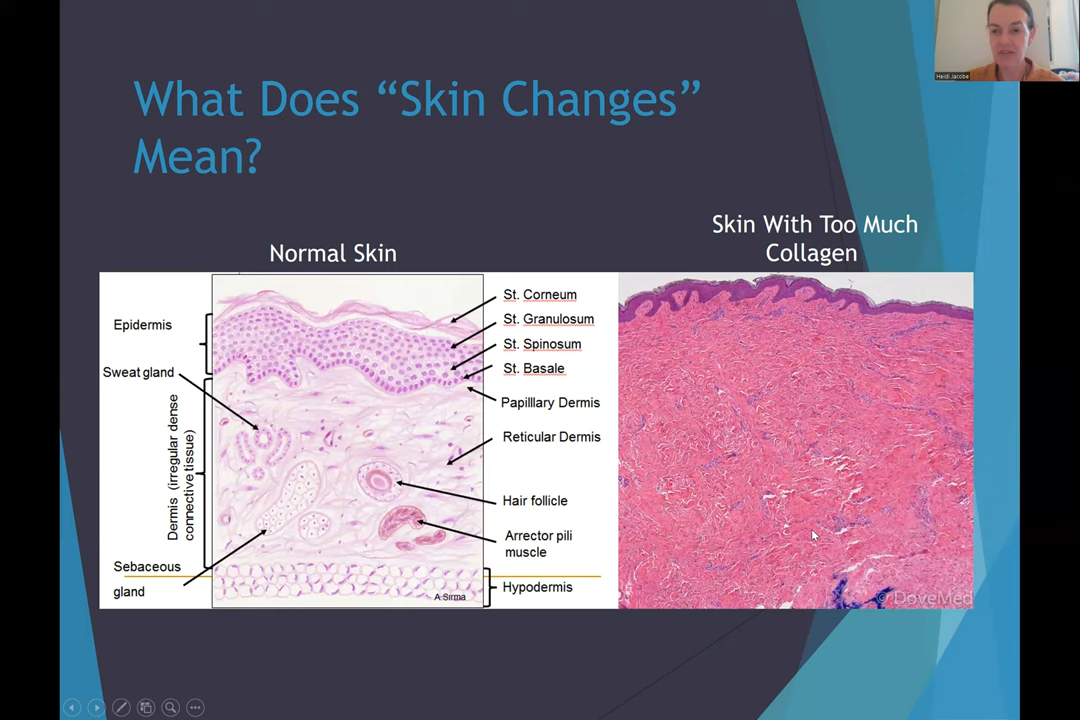 Heidi Jacobe
What Does “Skin Changes”
Mean?
Normal Skin
Skin With Too Much
Collagen
Epidermis
Sweat gland
Dermis (irregular dense
connective tissue)
Sebaceous
gland
St. Corneum
St. Granulosum
St. Spinosum
St. Basale
Papilllary Dermis
Reticular Dermis
Hair follicle
Arrector pili
muscle
Hypodermis
A.Sirma
© DoveMed